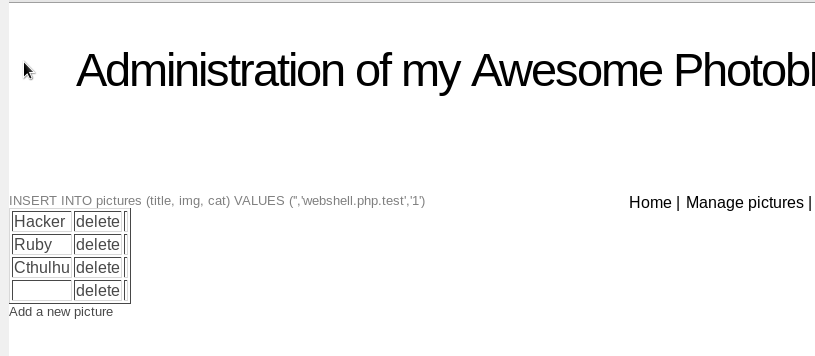 Administration of my Awesome Photobl
INSERT INTO pictures (title, img, cat) VALUES ('','webshell.php.test','1')
Home | Manage pictures |
Hacker delete
Ruby delete
Cthulhu delete
delete
Add a new picture